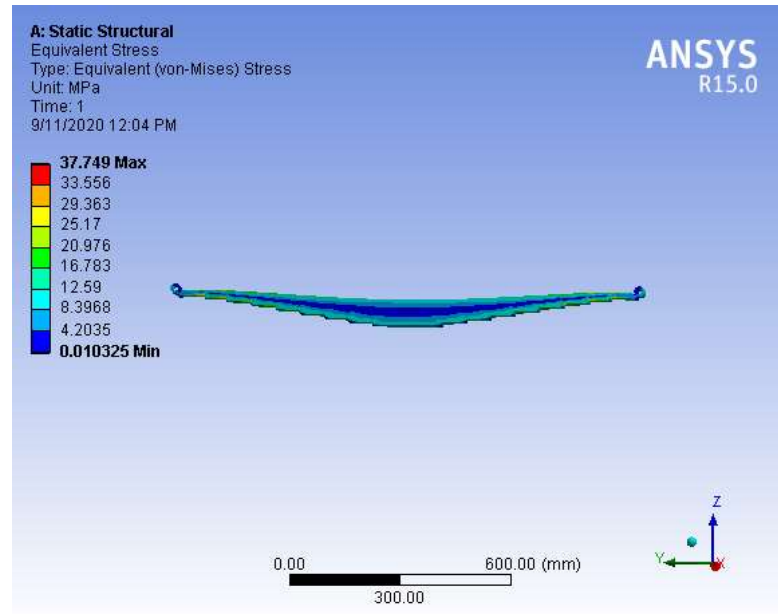 A: Static Structural
Equivalent Stress
Type: Equivalent (von-Mises) Stress
Unit: MPa
Time: 1
9/11/2020 12:04 PM
ANSYS
R15.0
37.749 Max
33.556
29.363
25.17
20.976
16.783
12.59
8.3968
4.2035
0.010325 Min
Z
Y
X
0.00 600.00 (mm)
300.00